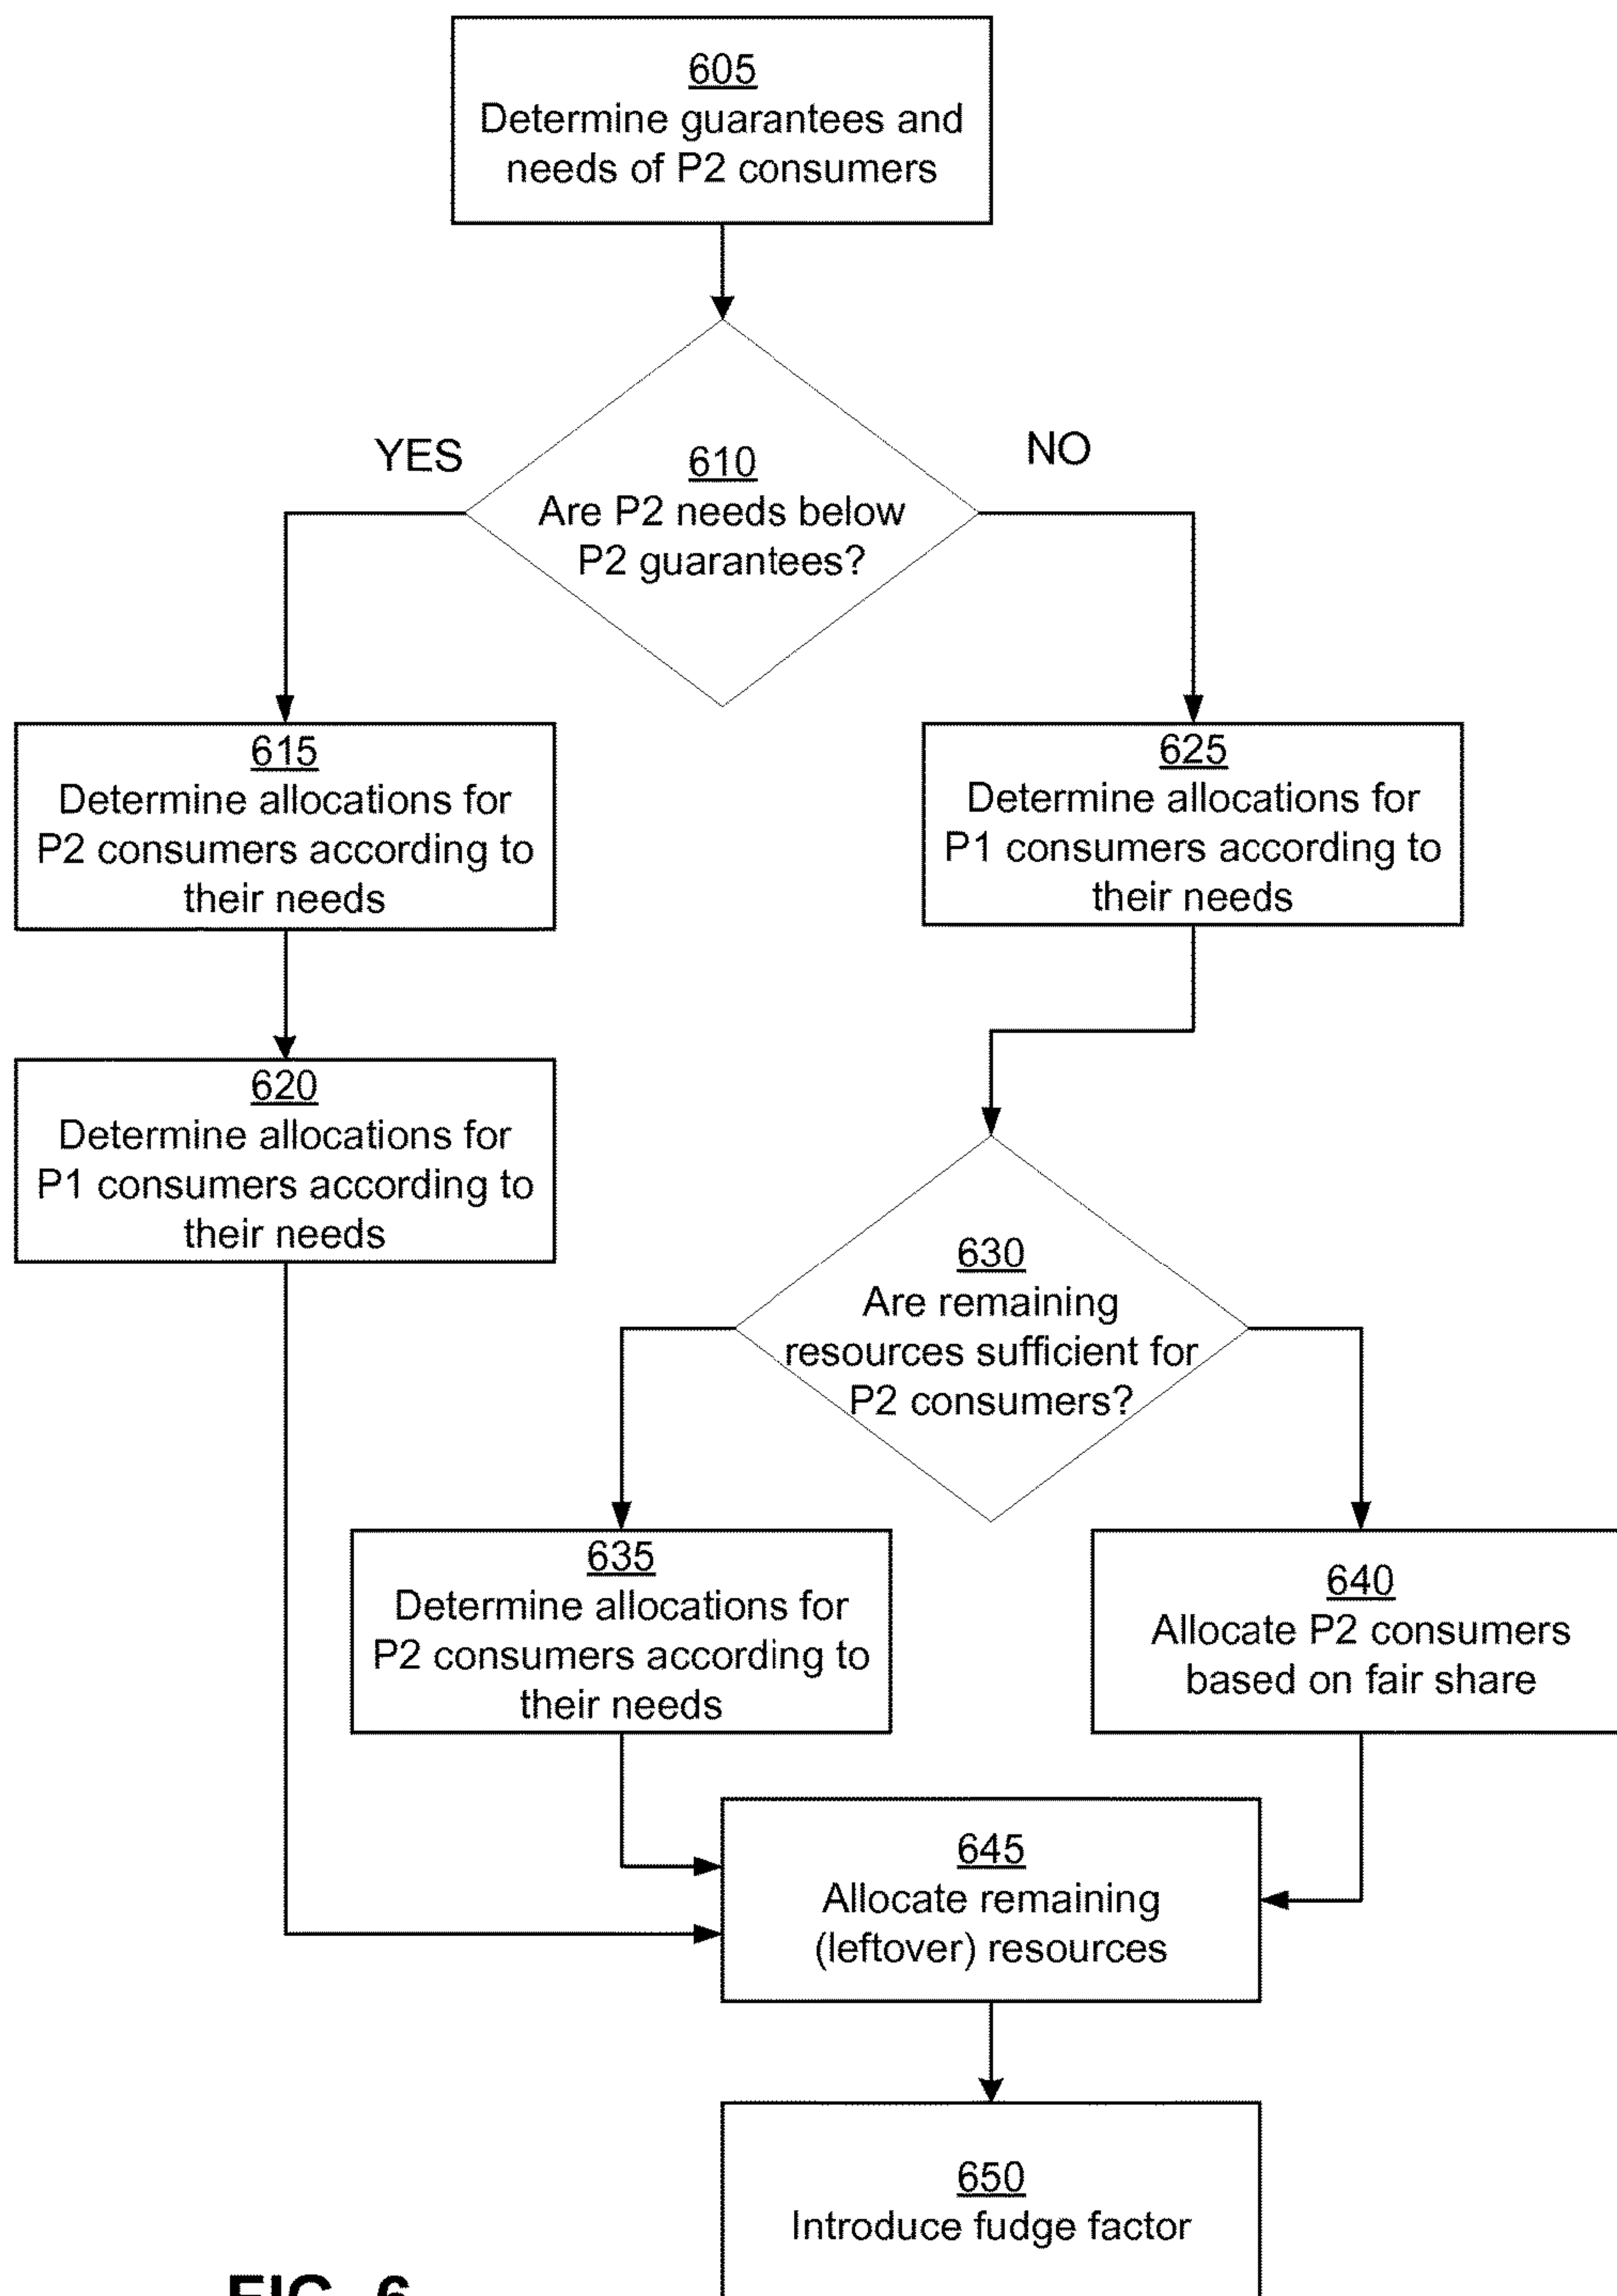 605
Determine guarantees and
needs of P2 consumers
YES
NO
610
Are P2 needs below
P2 guarantees?
615
Determine allocations for
P2 consumers according to
their needs
625
Determine allocations for
P1 consumers according to
their needs
620
Determine allocations for
P1 consumers according to
their needs
630
Are remaining
resources sufficient for
P2 consumers?
635
Determine allocations for
P2 consumers according to
their needs
640
Allocate P2 consumers
based on fair share
645
Allocate remaining
(leftover) resources
650
Introduce fudge factor
FIG. 6